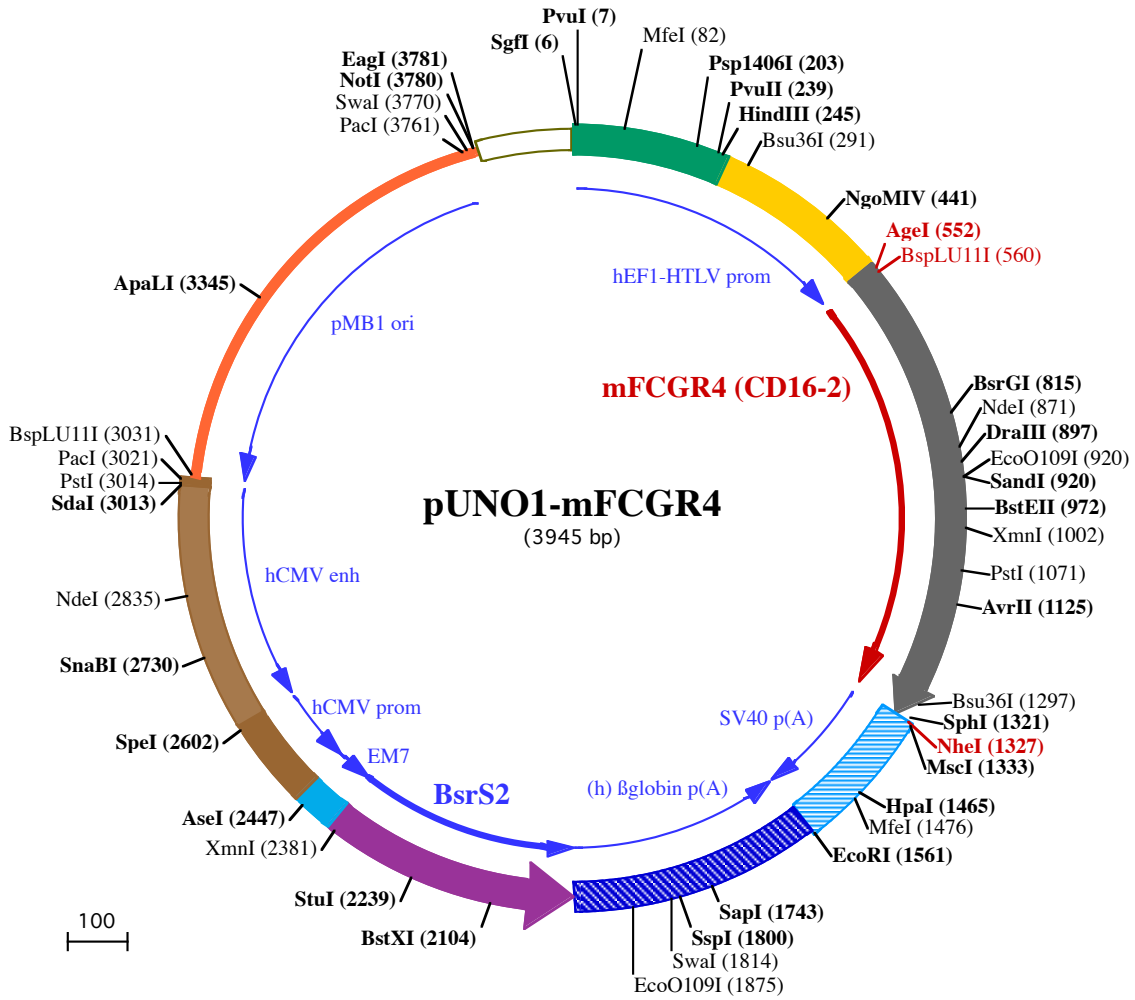 PvuI (7)
SgfI (6)
MfeI (82)
EagI (3781)
NotI (3780)
SwaI (3770)
PacI (3761)
Psp1406I (203)
PvuII (239)
HindIII (245)
Bsu36I (291)
NgoMIV (441)
AgeI (552)
BspLU11I (560)
hEF1-HTLV prom
ApaLI (3345)
pMB1 ori
mFCGR4 (CD16-2)
BsrGI (815)
NdeI (871)
DraIII (897)
EcoO109I (920)
SandI (920)
BstEII (972)
XmnI (1002)
PstI (1071)
AvrII (1125)
BspLU11I (3031)
PacI (3021)
PstI (3014)
SdaI (3013)
pUNO1-mFCGR4
(3945 bp)
hCMV enh
NdeI (2835)
SnaBI (2730)
SpeI (2602)
hCMV prom
EM7
BsrS2
SV40 p(A)
(h) ßglobin p(A)
Bsu36I (1297)
SphI (1321)
NheI (1327)
MscI (1333)
HpaI (1465)
MfeI (1476)
EcoRI (1561)
AseI (2447)
XmnI (2381)
StuI (2239)
BstXI (2104)
SapI (1743)
SspI (1800)
SwaI (1814)
EcoO109I (1875)
100